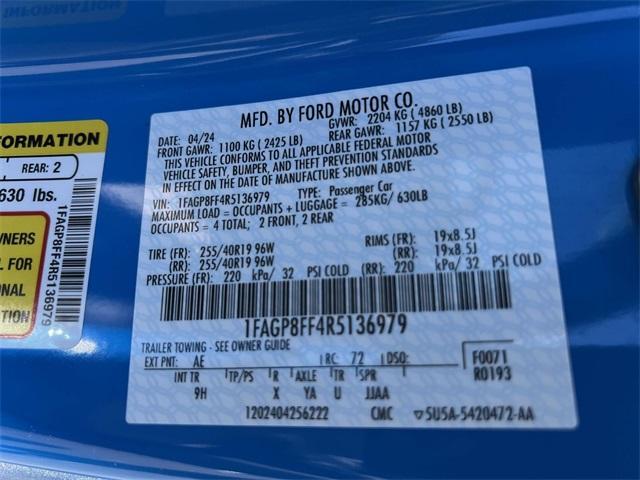 INFORMATION
FORMATION
REAR: 2
630 lbs.
WNERS
L FOR
ONAL
TION
1FAGP8FF4R5136979
MFD. BY FORD MOTOR CO.
DATE: 04/24 GVWR: 2204 KG ( 4860 LB)
FRONT GAWR: 1100 KG ( 2425 LB) REAR GAWR: 1157 KG ( 2550 LB)
THIS VEHICLE CONFORMS TO ALL APPLICABLE FEDERAL MOTOR
VEHICLE SAFETY, BUMPER, AND THEFT PREVENTION STANDARDS
IN EFFECT ON THE DATE OF MANUFACTURE SHOWN ABOVE.
VIN: 1FAGP8FF4R5136979 TYPE: Passenger Car
MAXIMUM LOAD = OCCUPANTS + LUGGAGE = 285KG/ 630LB
OCCUPANTS = 4 TOTAL; 2 FRONT, 2 REAR
TIRE (FR): 255/40R19 96W RIMS (FR): 19x8.5J
(RR): 255/40R19 96W (RR): 19x8.5J
PRESSURE (FR): 220 kPa/ 32 PSI COLD (RR): 220 kPa/ 32 PSI COLD
1FAGP8FF4R5136979
TRAILER TOWING - SEE OWNER GUIDE
EXT PNT: AE RC: 72 DSO: F0071
INT TR TP/PS R AXLE TR SPR R0193
9H X YA U JJAA
1202404256222 CMC ▽SU5A-5420472-AA